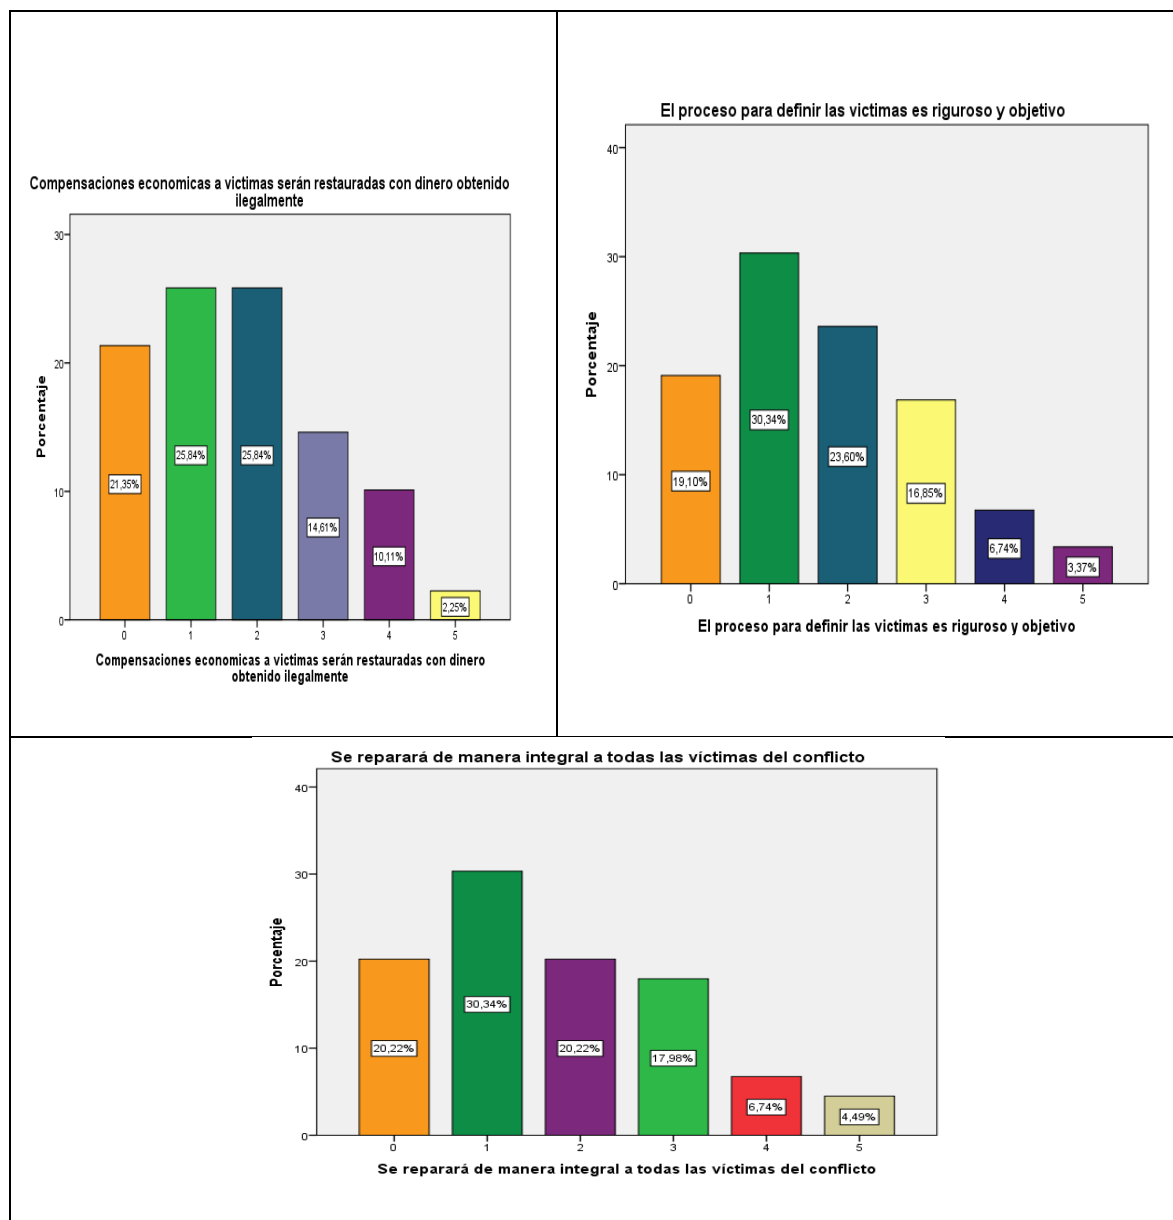 Compensaciones economicas a victimas serán restauradas con dinero obtenido
ilegalmente
Porcentaje
30
20
10
0
21,35%
25,84%
25,84%
14,61%
10,11%
2,25%
0 1 2 3 4 5
Compensaciones economicas a victimas serán restauradas con dinero
obtenido ilegalmente
El proceso para definir las victimas es riguroso y objetivo
Porcentaje
40
30
20
10
0
19,10%
30,34%
23,60%
16,85%
6,74%
3,37%
0 1 2 3 4 5
El proceso para definir las victimas es riguroso y objetivo
Se reparará de manera integral a todas las víctimas del conflicto
Porcentaje
40
30
20
10
0
20,22%
30,34%
20,22%
17,98%
6,74%
4,49%
0 1 2 3 4 5
Se reparará de manera integral a todas las víctimas del conflicto